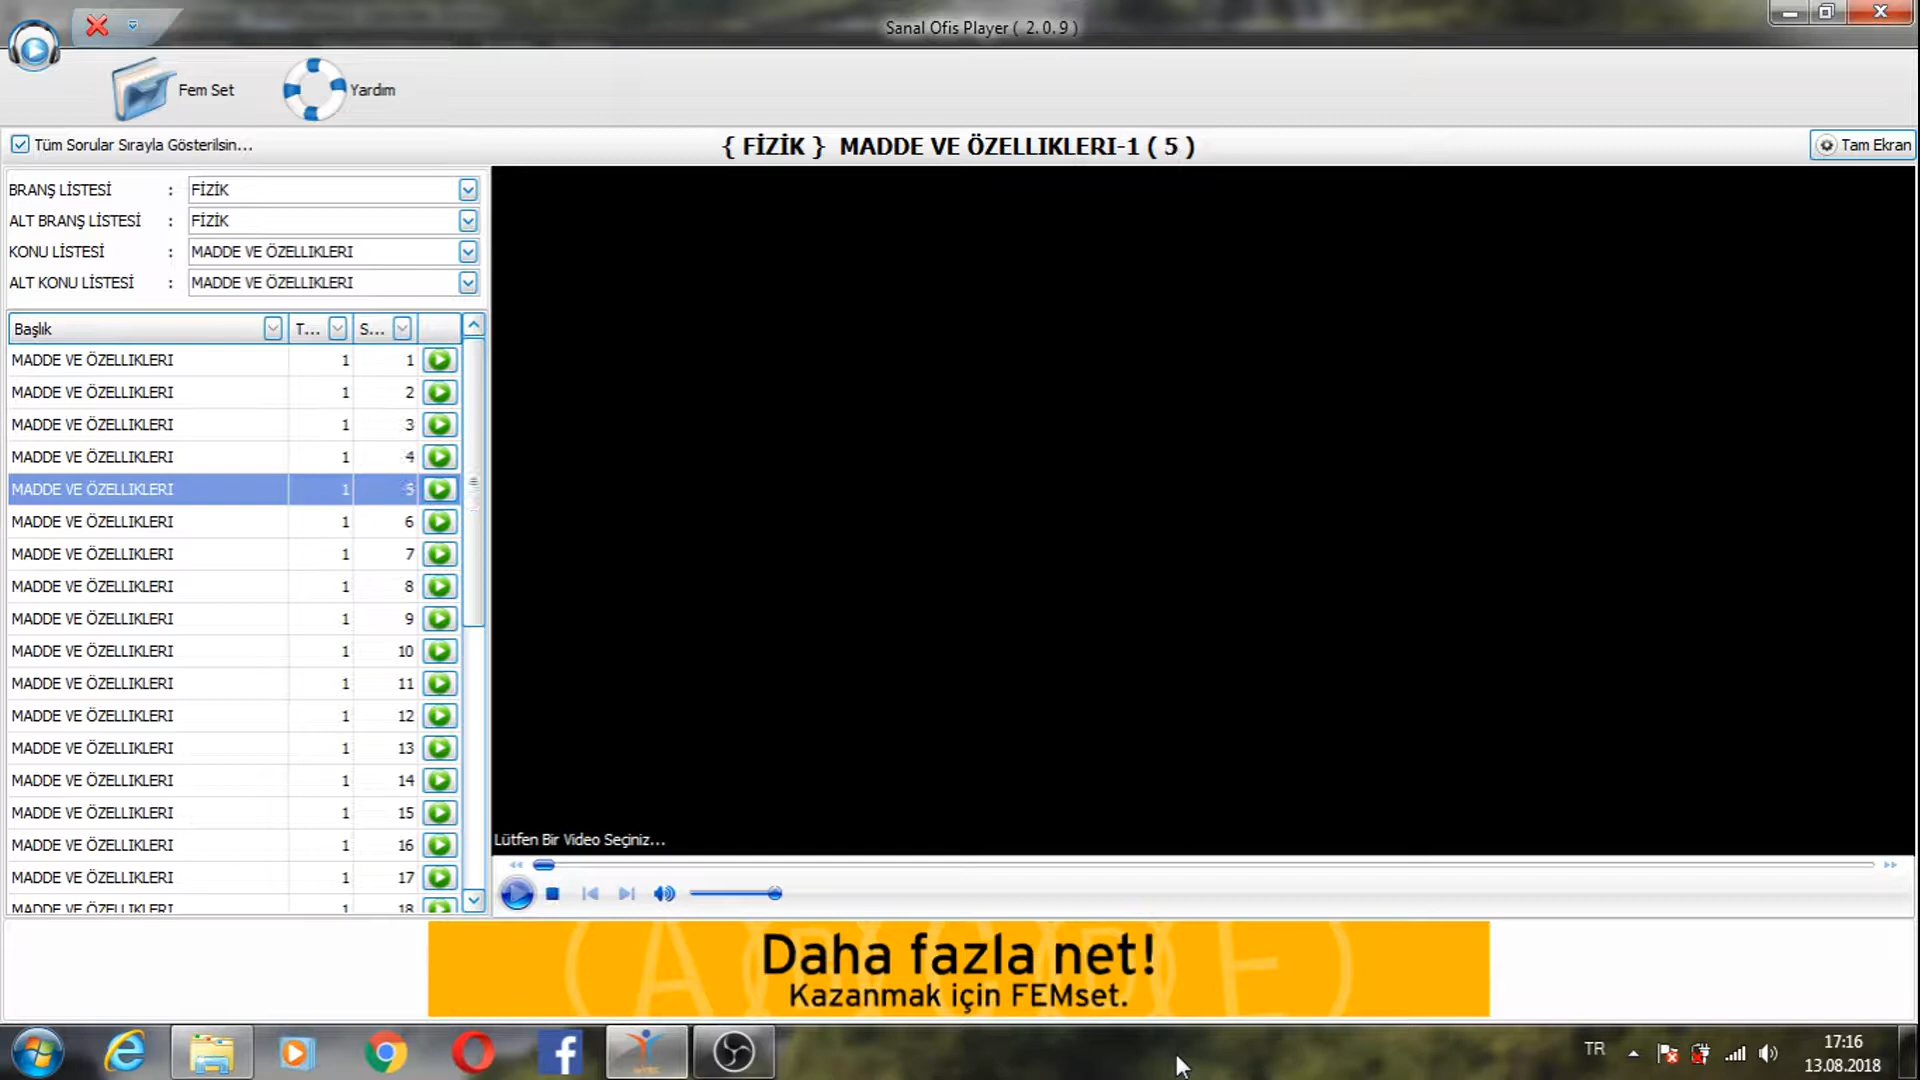 Sanal Ofis Player ( 2.0.9 )
Fem Set
Yardım
Tüm Sorular Sırayla Gösterilsin...
{ FİZİK } MADDE VE ÖZELLIKLERI-1 ( 5 )
Tam Ekran
BRANŞ LİSTESİ : FİZİK
ALT BRANŞ LİSTESİ : FİZİK
KONU LİSTESİ : MADDE VE ÖZELLIKLERI
ALT KONU LİSTESİ : MADDE VE ÖZELLIKLERI
Başlık T... S...
MADDE VE ÖZELLIKLERI 1 1
MADDE VE ÖZELLIKLERI 1 2
MADDE VE ÖZELLIKLERI 1 3
MADDE VE ÖZELLIKLERI 1 4
MADDE VE ÖZELLIKLERI 1 5
MADDE VE ÖZELLIKLERI 1 6
MADDE VE ÖZELLIKLERI 1 7
MADDE VE ÖZELLIKLERI 1 8
MADDE VE ÖZELLIKLERI 1 9
MADDE VE ÖZELLIKLERI 1 10
MADDE VE ÖZELLIKLERI 1 11
MADDE VE ÖZELLIKLERI 1 12
MADDE VE ÖZELLIKLERI 1 13
MADDE VE ÖZELLIKLERI 1 14
MADDE VE ÖZELLIKLERI 1 15
MADDE VE ÖZELLIKLERI 1 16
MADDE VE ÖZELLIKLERI 1 17
MADDE VE ÖZELLIKLERI 1 18
Lütfen Bir Video Seçiniz...
Daha fazla net!
Kazanmak için FEMset.
TR
17:16
13.08.2018